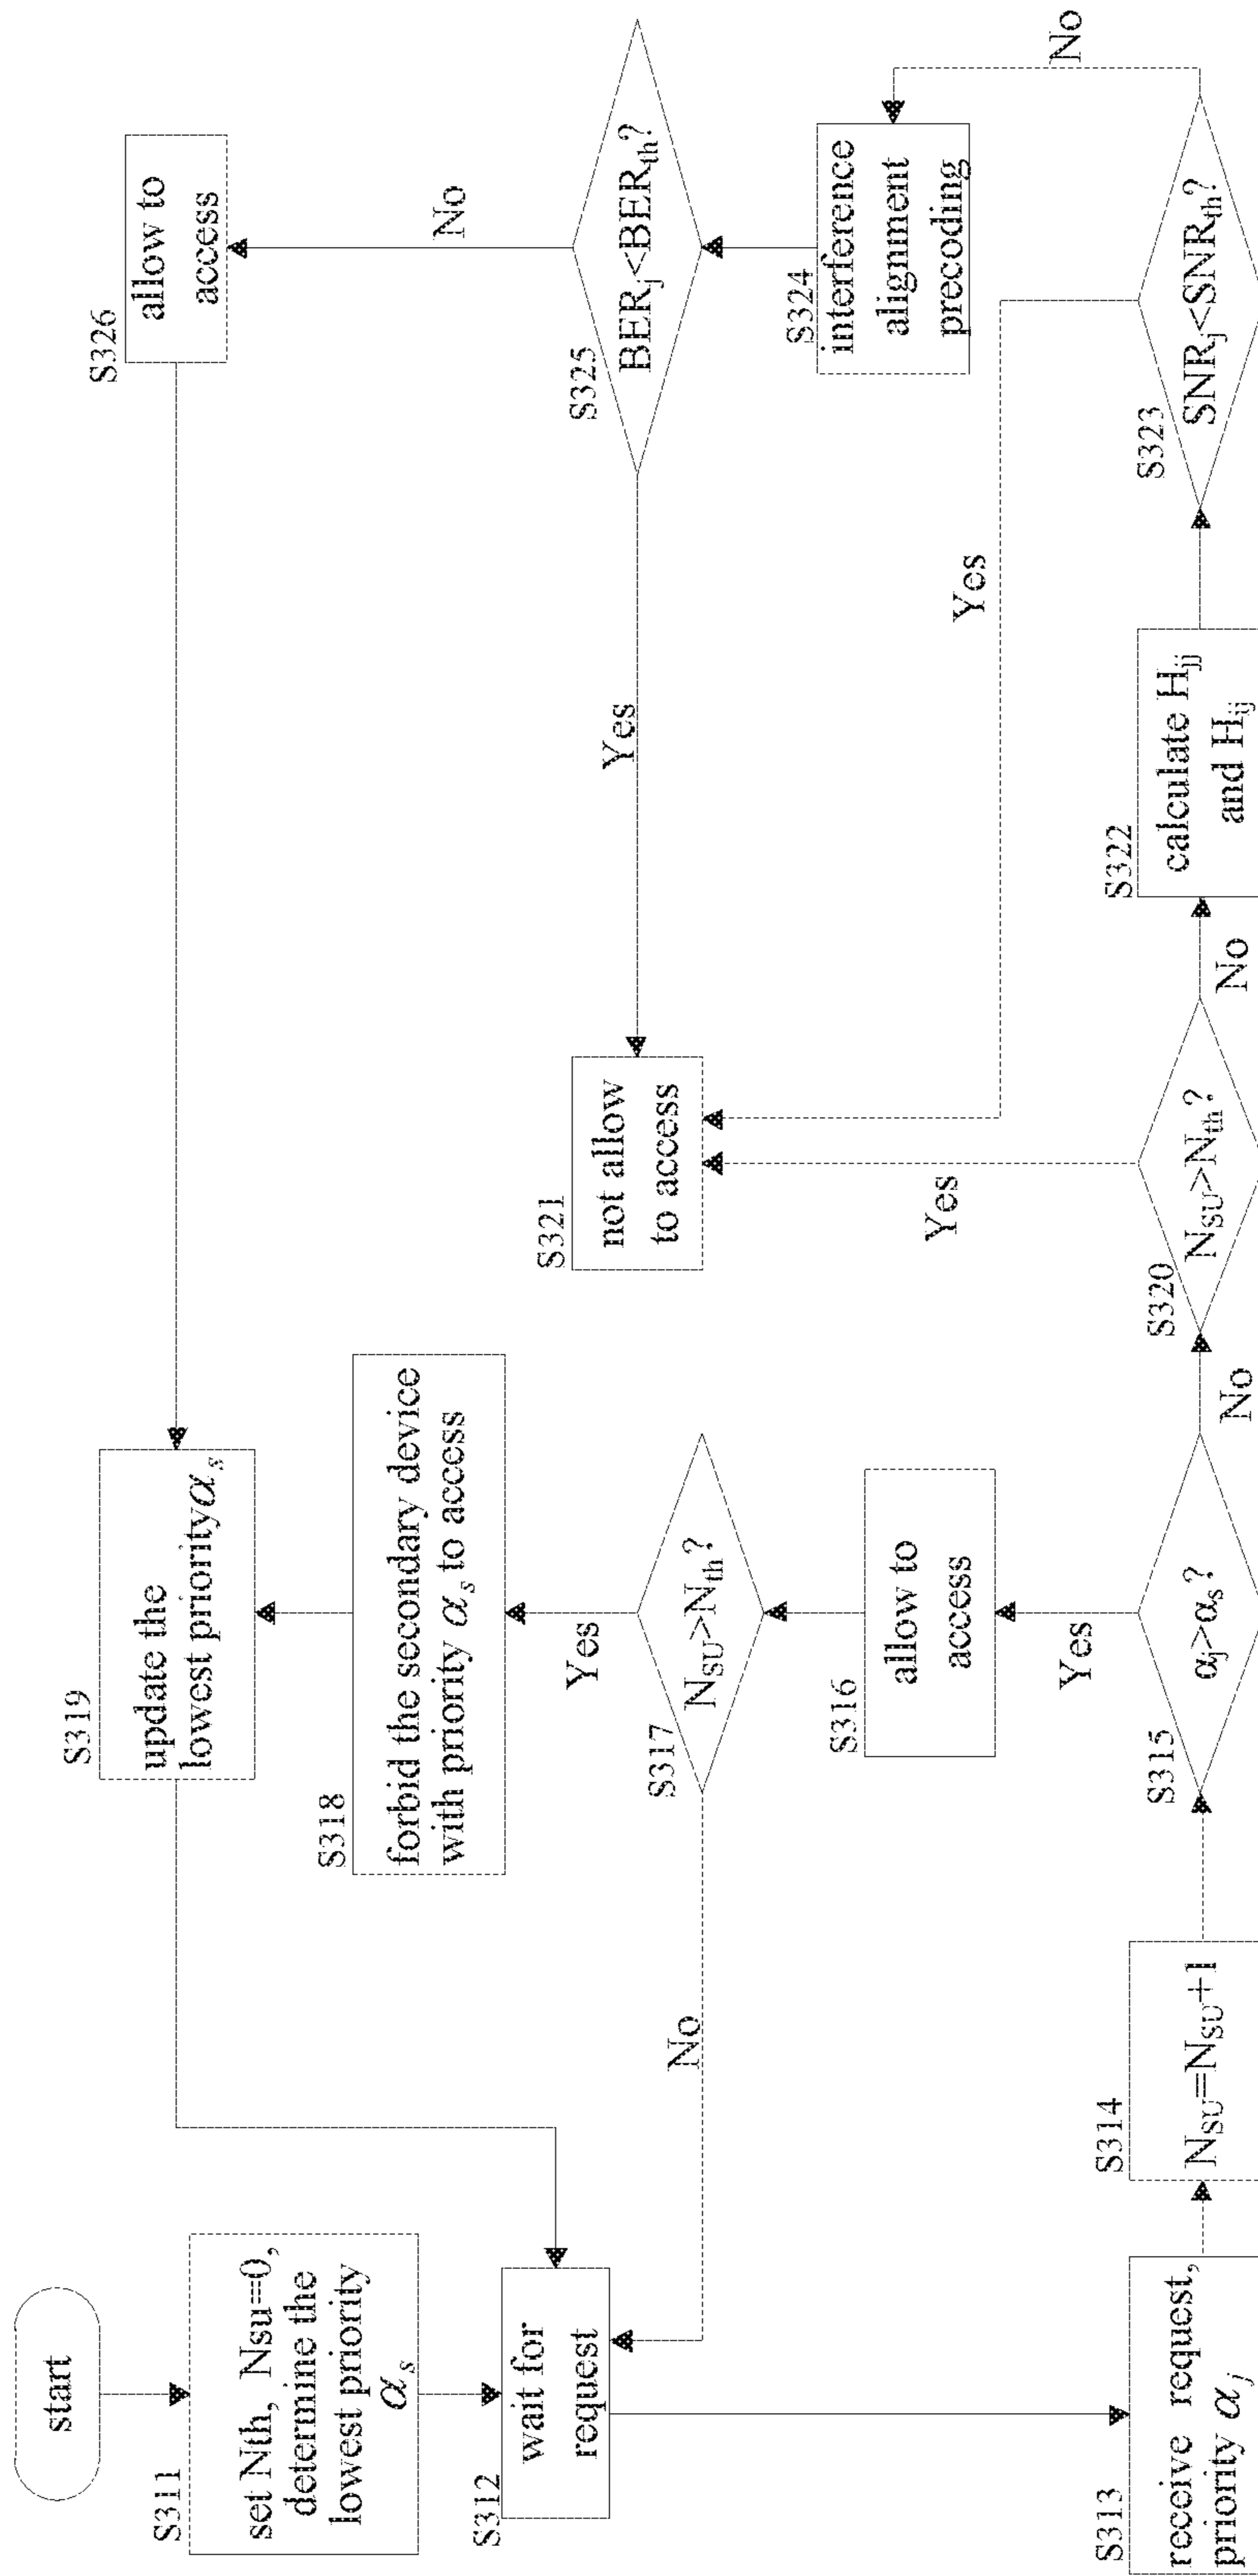 start
S311
set Nth, Nsu=0,
determine the
lowest priority
αs
S312
wait for
request
S313
receive request,
priority αj
S314
NSU=NSU+1
S315
αj>αs?
Yes
No
S316
allow to
access
S317
NSU>Nth?
Yes
No
S318
forbid the secondary device
with priority αs to access
S319
update the
lowest priority αs
S320
NSU>Nth?
Yes
No
S321
not allow
to access
S322
calculate Hjj
and Hij
S323
SNRj<SNRth?
Yes
No
S324
interference
alignment
precoding
S325
BERj<BERth?
Yes
No
S326
allow to
access